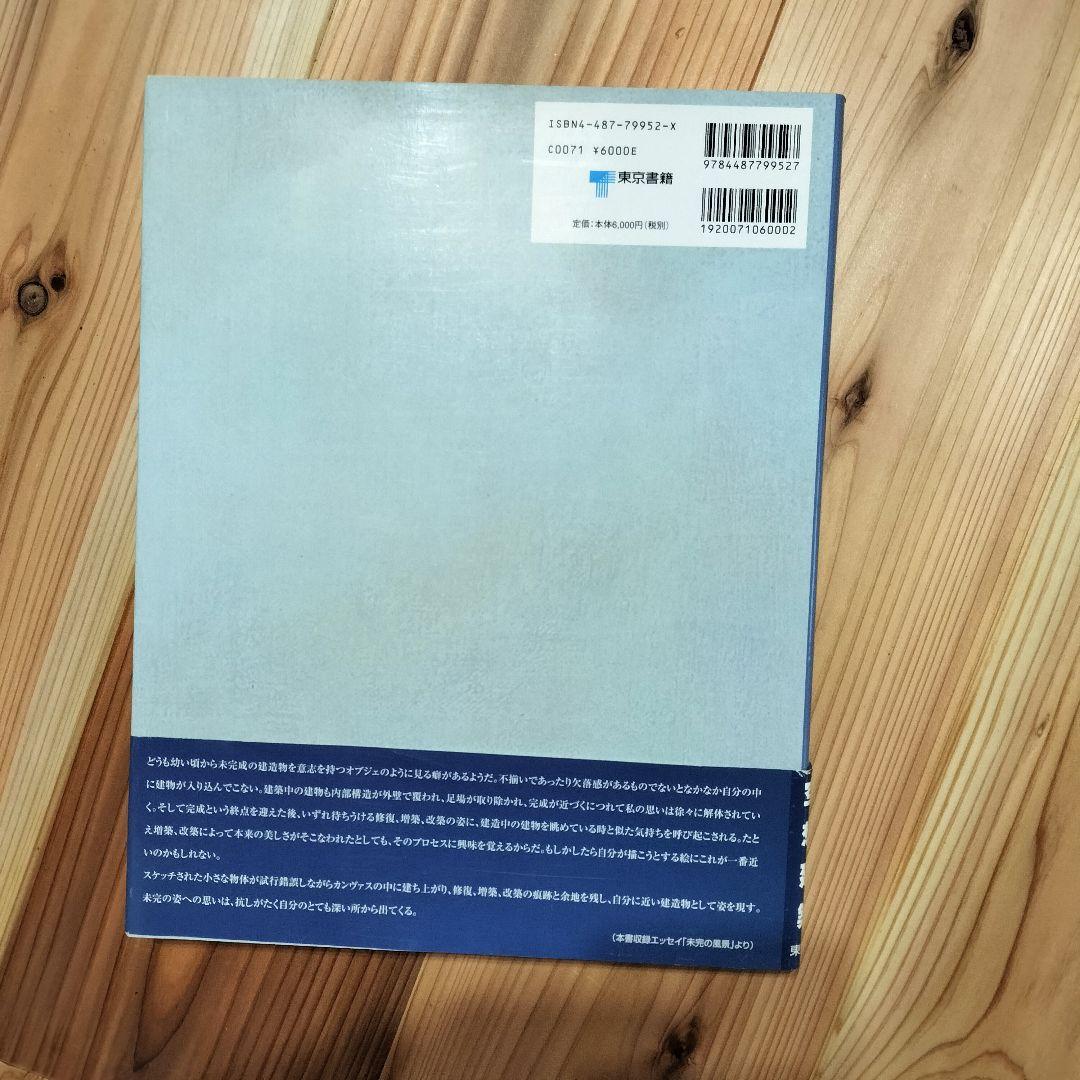 ISBN4-487-79952-X
C0071 ¥6000E
東京書籍
定価：本体6,000円（税別）
9784487799527
1920071060002
どうも幼い頃から未完成の建造物を意志を持つオブジェのように見る癖があるようだ。不揃いであったり欠落感があるものでないとなかなか自分の中
に建物が入り込んでこない。建築中の建物も内部構造が外壁で覆われ、足場が取り除かれ、完成が近づくにつれて私の思いは徐々に解体されてい
く。そして完成という終点を迎えた後、いずれ待ちうける修復、増築、改築の姿に、建造中の建物を眺めている時と似た気持ちを呼び起こされる。たと
え増築、改築によって本来の美しさがそこなわれたとしても、そのプロセスに興味を覚えるからだ。もしかしたら自分が描こうとする絵にこれが一番近
いのかもしれない。
スケッチされた小さな物体が試行錯誤しながらカンヴァスの中に建ち上がり、修復、増築、改築の痕跡と余地を残し、自分に近い建造物として姿を現す。
未完の姿への思いは、抗しがたく自分のとても深い所から出てくる。
（本書収録エッセイ「未完の風景」より）
東